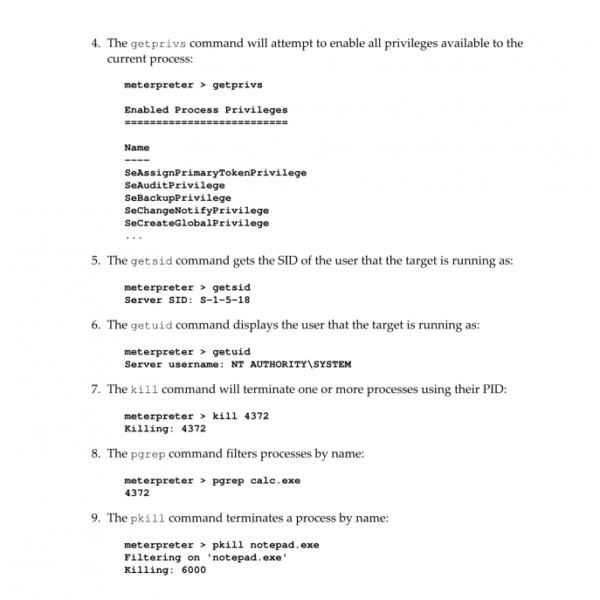 4. The getprivs command will attempt to enable all privileges available to the
current process:
meterpreter > getprivs
Enabled Process Privileges
==========================
Name
----
SeAssignPrimaryTokenPrivilege
SeAuditPrivilege
SeBackupPrivilege
SeChangeNotifyPrivilege
SeCreateGlobalPrivilege
...
5. The getsid command gets the SID of the user that the target is running as:
meterpreter > getsid
Server SID: S-1-5-18
6. The getuid command displays the user that the target is running as:
meterpreter > getuid
Server username: NT AUTHORITY\SYSTEM
7. The kill command will terminate one or more processes using their PID:
meterpreter > kill 4372
Killing: 4372
8. The pgrep command filters processes by name:
meterpreter > pgrep calc.exe
4372
9. The pkill command terminates a process by name:
meterpreter > pkill notepad.exe
Filtering on 'notepad.exe'
Killing: 6000